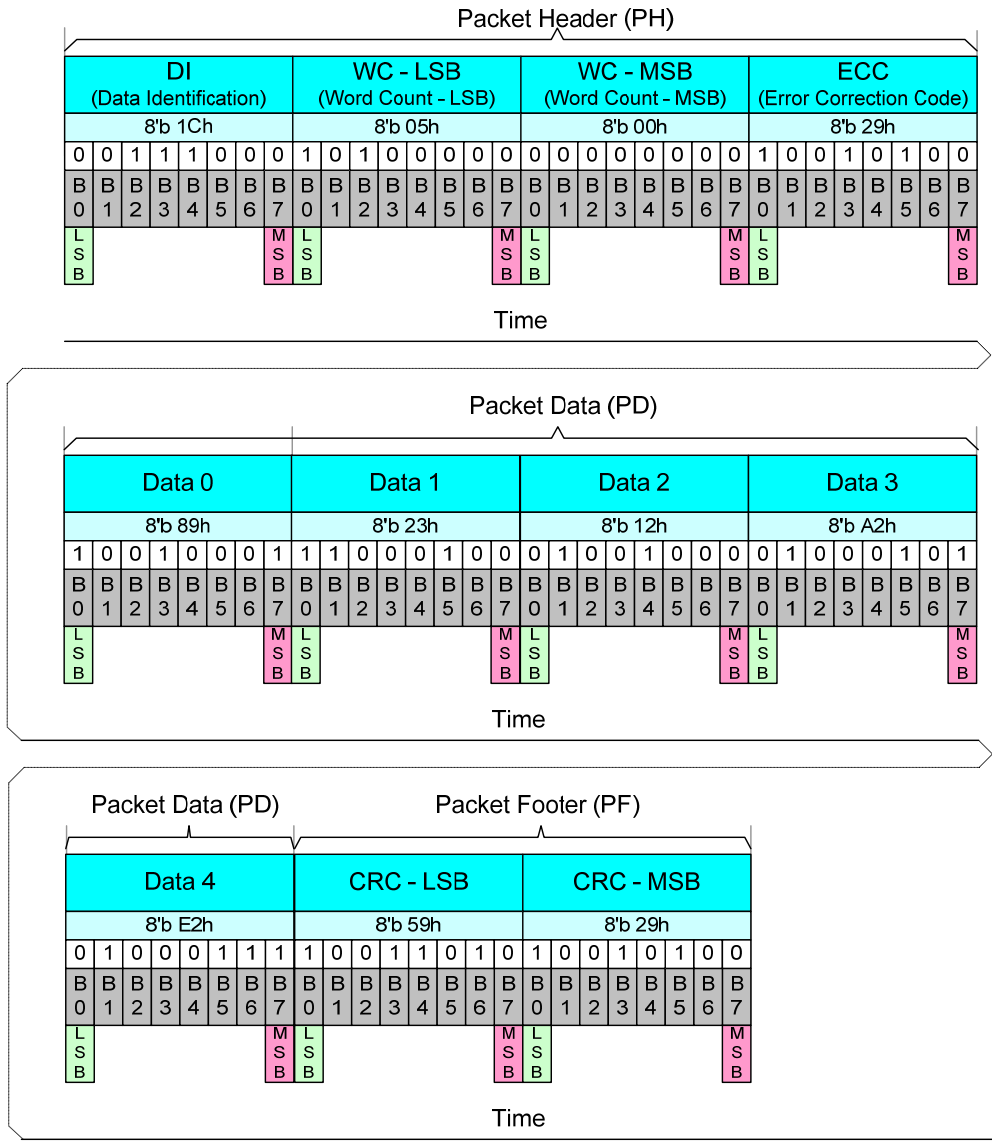 Packet Header (PH)
DI WC - LSB WC - MSB ECC
(Data Identification) (Word Count - LSB) (Word Count - MSB) (Error Correction Code)
8'b 1Ch 8'b 05h 8'b 00h 8'b 29h
0 0 1 1 1 0 0 0 1 0 1 0 0 0 0 0 0 0 0 0 0 0 0 0 1 0 0 1 0 1 0 0
B0 B1 B2 B3 B4 B5 B6 B7 B0 B1 B2 B3 B4 B5 B6 B7 B0 B1 B2 B3 B4 B5 B6 B7 B0 B1 B2 B3 B4 B5 B6 B7
LSB MSB LSB MSB LSB MSB LSB MSB
Time
Packet Data (PD)
Data 0 Data 1 Data 2 Data 3
8'b 89h 8'b 23h 8'b 12h 8'b A2h
1 0 0 1 0 0 0 1 1 1 0 0 0 1 0 0 0 1 0 0 1 0 0 0 0 1 0 0 0 1 0 1
B0 B1 B2 B3 B4 B5 B6 B7 B0 B1 B2 B3 B4 B5 B6 B7 B0 B1 B2 B3 B4 B5 B6 B7 B0 B1 B2 B3 B4 B5 B6 B7
LSB MSB LSB MSB LSB MSB LSB MSB
Time
Packet Data (PD) Packet Footer (PF)
Data 4 CRC - LSB CRC - MSB
8'b E2h 8'b 59h 8'b 29h
0 1 0 0 0 1 1 1 1 0 0 1 1 0 1 0 1 0 0 1 0 1 0 0
B0 B1 B2 B3 B4 B5 B6 B7 B0 B1 B2 B3 B4 B5 B6 B7 B0 B1 B2 B3 B4 B5 B6 B7
LSB MSB LSB MSB LSB MSB
Time